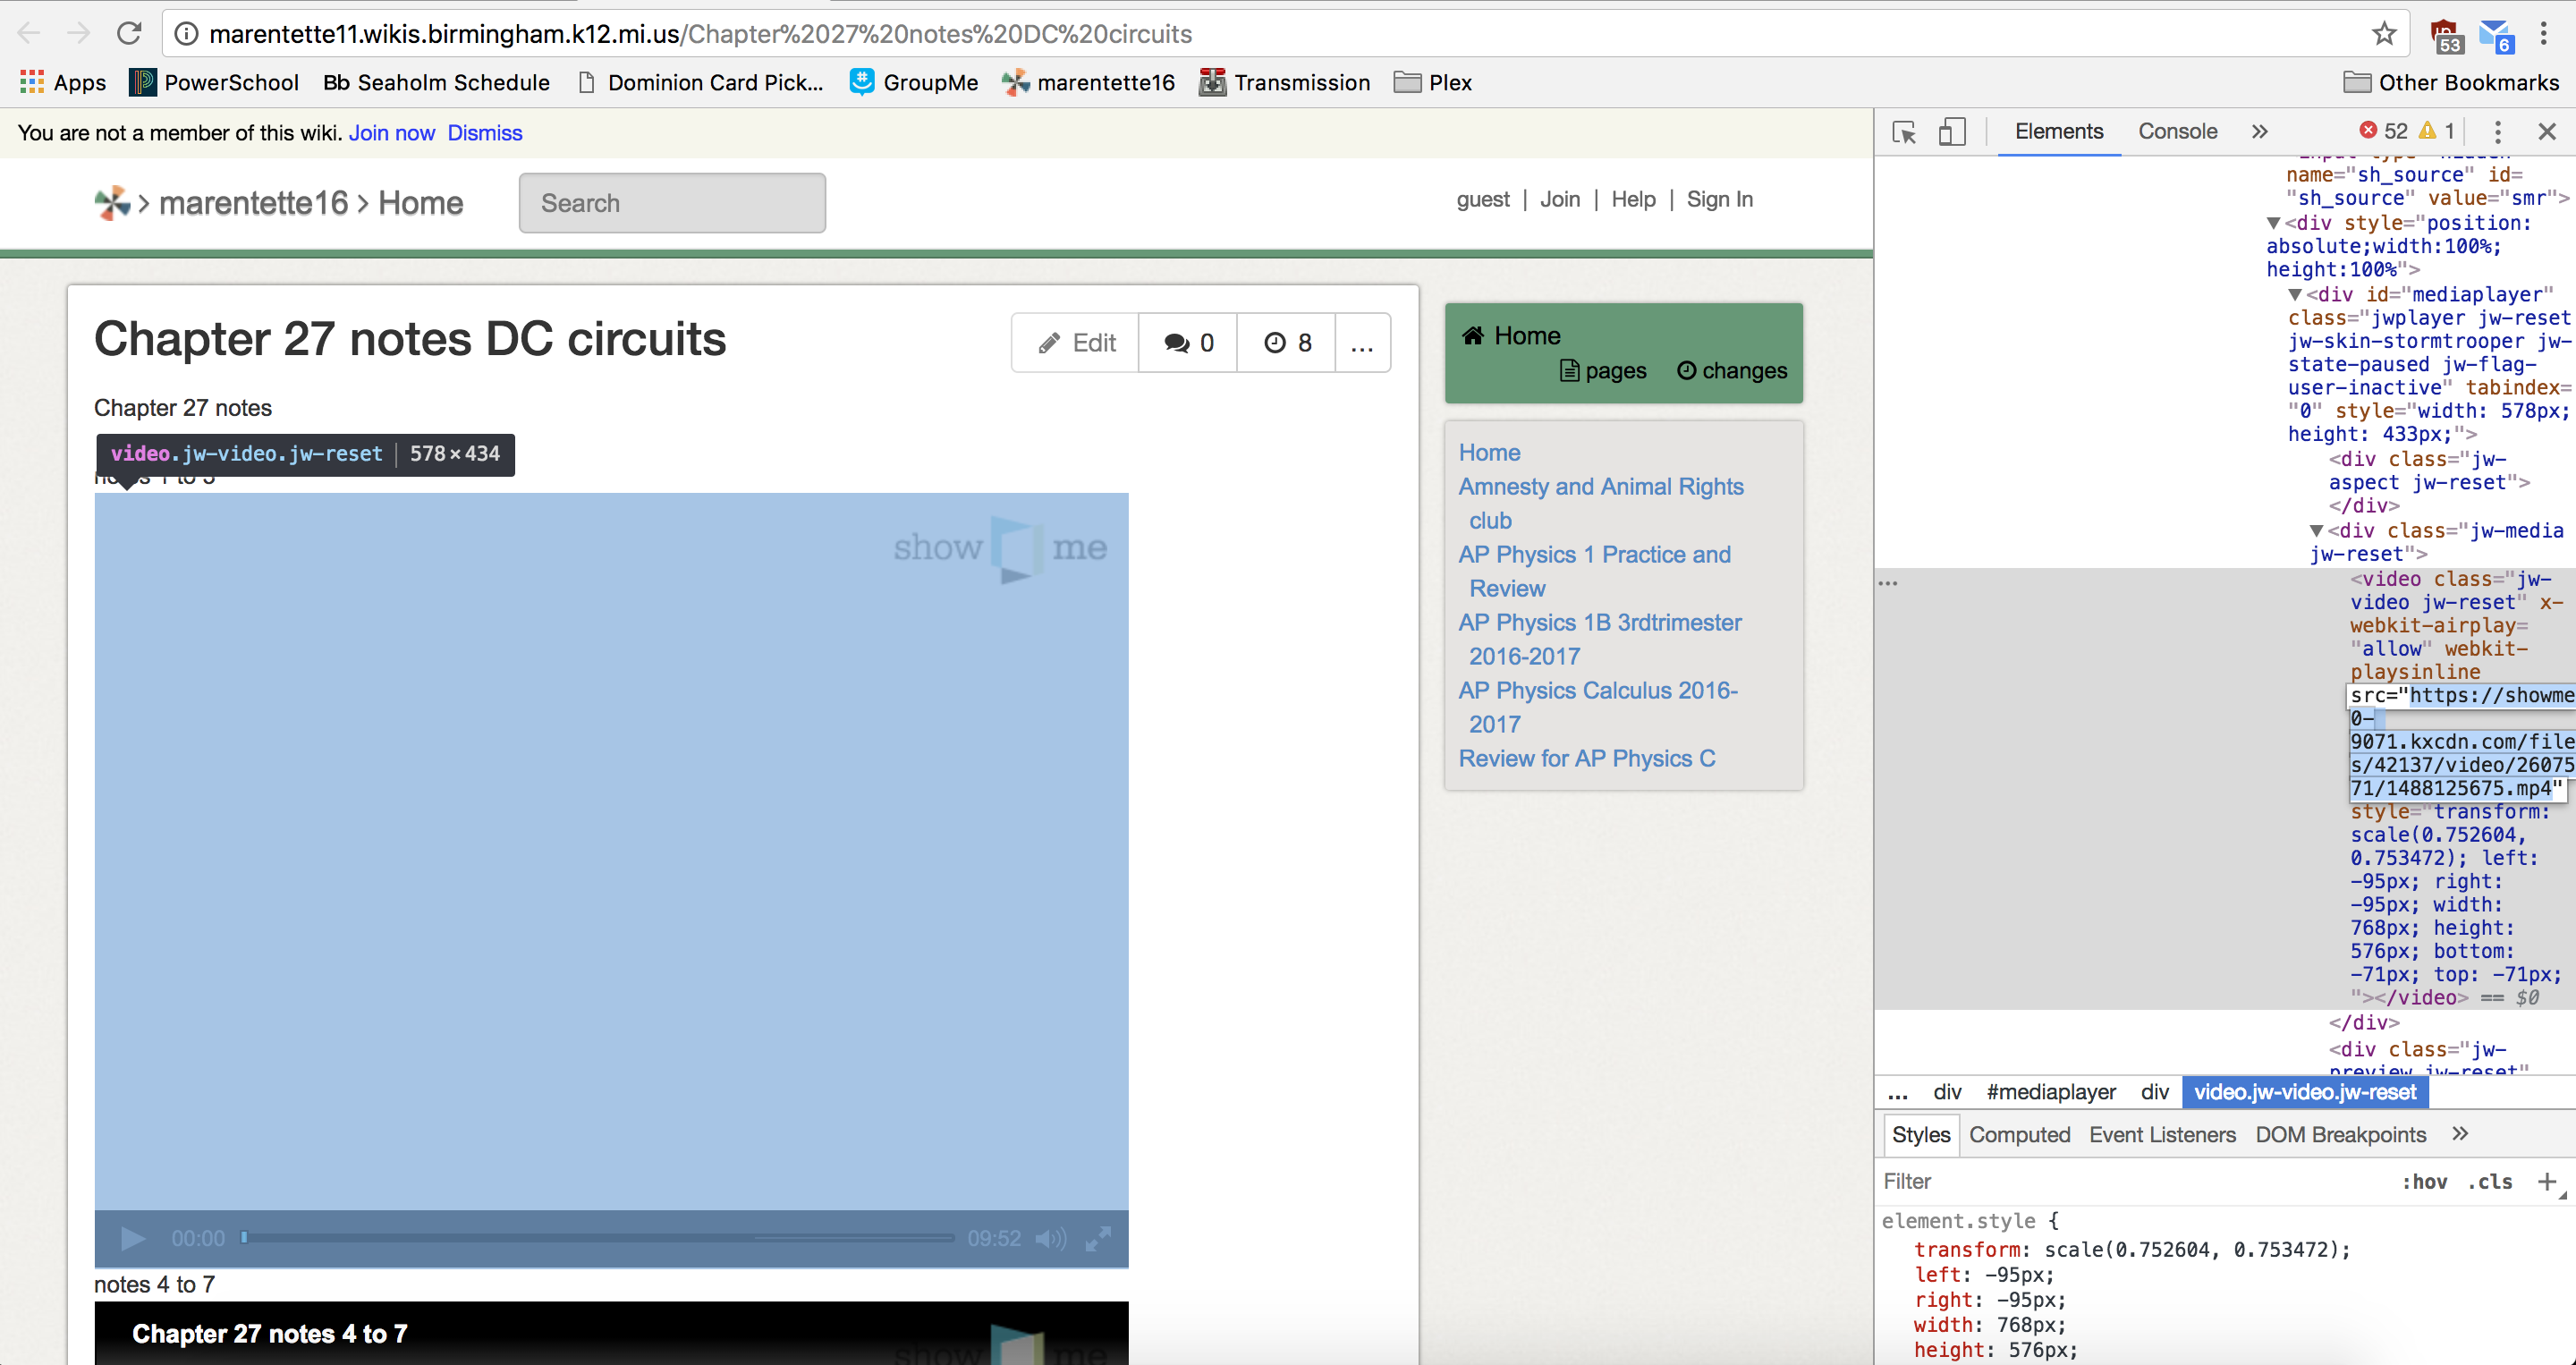 marentette11.wikis.birmingham.k12.mi.us/Chapter%2027%20notes%20DC%20circuits
53
6
Apps PowerSchool Bb Seaholm Schedule Dominion Card Pick... GroupMe marentette16 Transmission Plex Other Bookmarks
You are not a member of this wiki. Join now Dismiss
> marentette16 > Home
Search
guest | Join | Help | Sign In
Chapter 27 notes DC circuits
Edit 0 8 ...
Chapter 27 notes
video.jw-video.jw-reset | 578 × 434
show me
00:00
09:52
notes 4 to 7
Chapter 27 notes 4 to 7
show me
Home
pages changes
Home
Amnesty and Animal Rights
club
AP Physics 1 Practice and
Review
AP Physics 1B 3rdtrimester
2016-2017
AP Physics Calculus 2016-
2017
Review for AP Physics C
Elements Console » 52 1
name="sh_source" id=
"sh_source" value="smr">
<div style="position:
absolute;width:100%;
height:100%">
<div id="mediaplayer"
class="jwplayer jw-reset
jw-skin-stormtrooper jw-
state-paused jw-flag-
user-inactive" tabindex=
"0" style="width: 578px;
height: 433px;">
<div class="jw-
aspect jw-reset">
</div>
<div class="jw-media
jw-reset">
...
<video class="jw-
video jw-reset" x-
webkit-airplay=
"allow" webkit-
playsinline
src="https://showme
0-
9071.kxcdn.com/file
s/42137/video/26075
71/1488125675.mp4"
style="transform:
scale(0.752604,
0.753472); left:
-95px; right:
-95px; width:
768px; height:
576px; bottom:
-71px; top: -71px;
"></video> == $0
</div>
<div class="jw-
preview jw-reset"
... div #mediaplayer div video.jw-video.jw-reset
Styles Computed Event Listeners DOM Breakpoints »
Filter :hov .cls +
element.style {
transform: scale(0.752604, 0.753472);
left: -95px;
right: -95px;
width: 768px;
height: 576px;